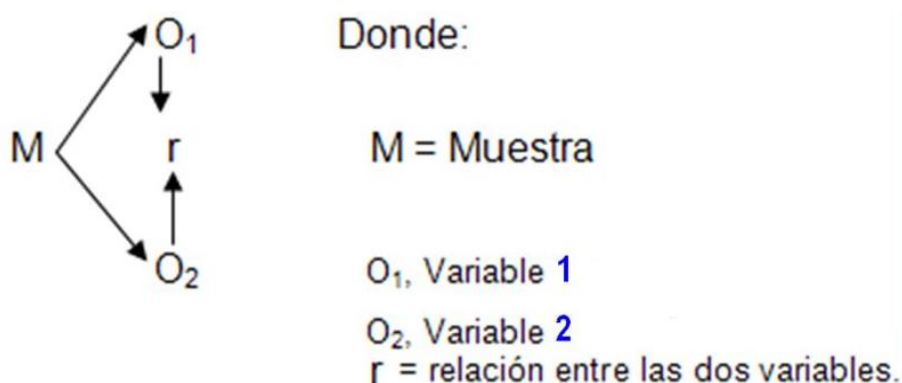 O₁ Donde:
M r M = Muestra
O₂ O₁, Variable 1
O₂, Variable 2
r = relación entre las dos variables.